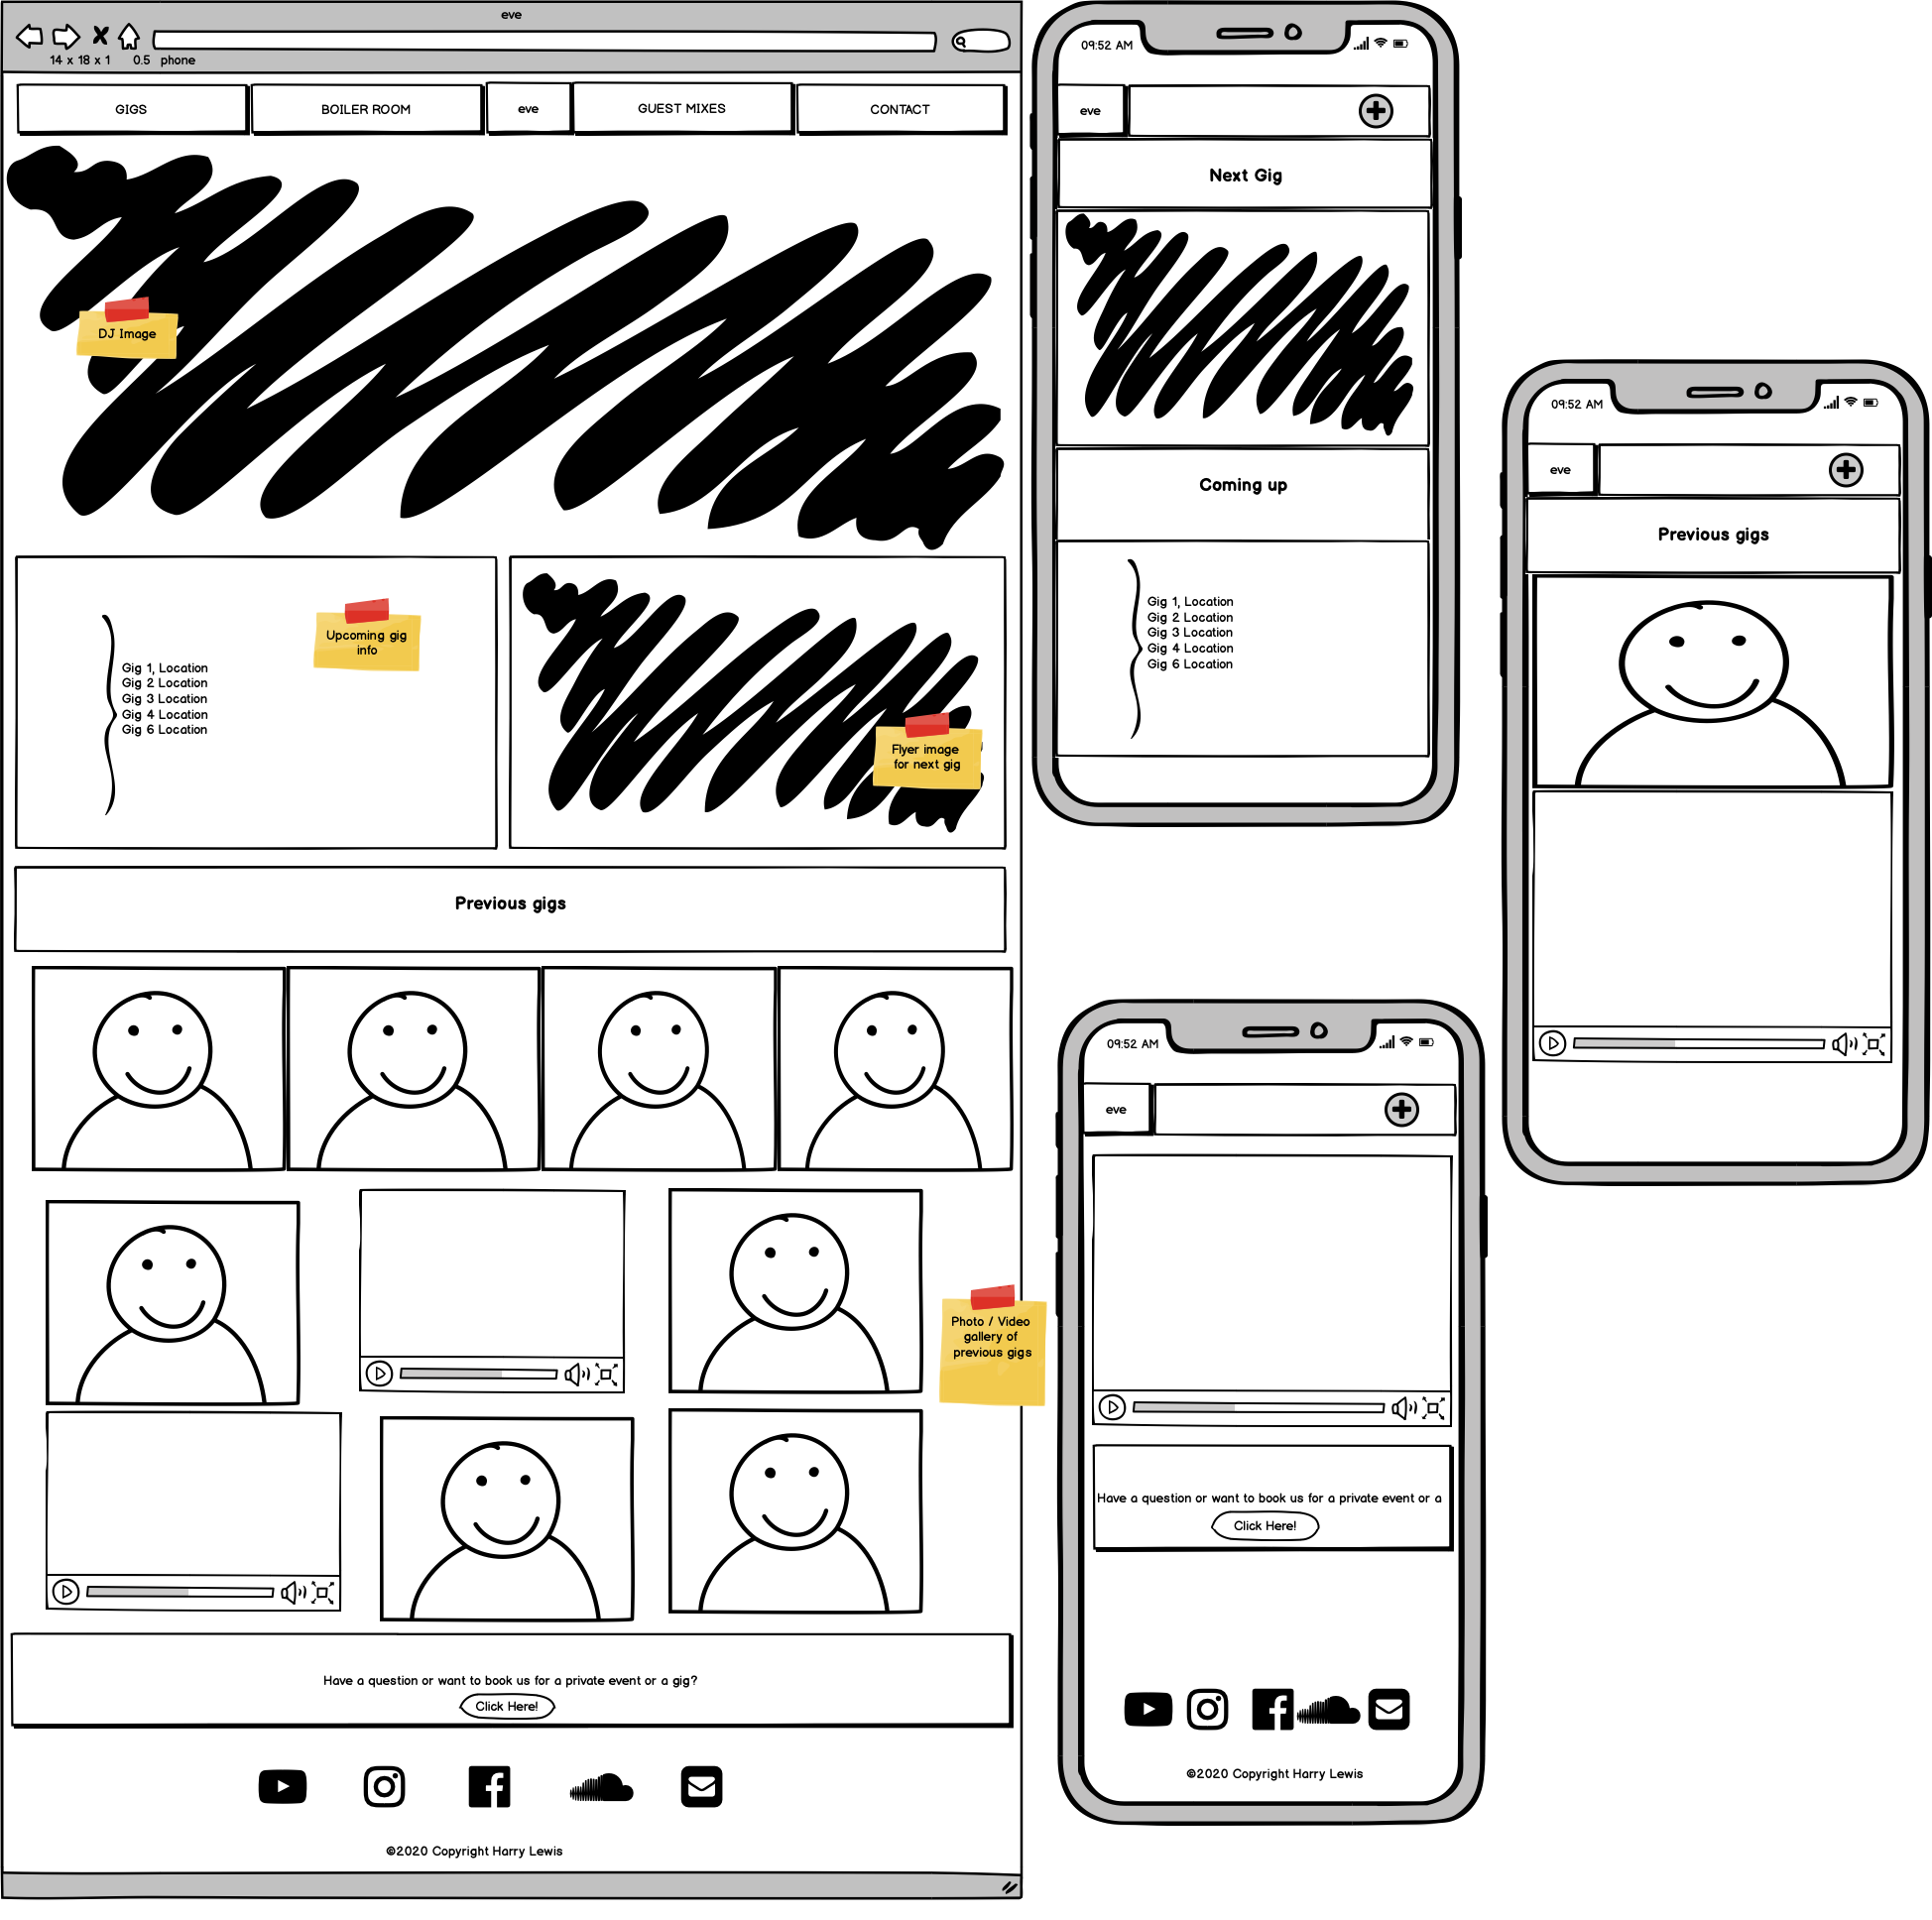 eve
14 x 18 x 1 0.5 phone
GIGS
BOILER ROOM
eve
GUEST MIXES
CONTACT
DJ Image
Gig 1, Location
Gig 2 Location
Gig 3 Location
Gig 4 Location
Gig 6 Location
Upcoming gig
info
Flyer image
for next gig
Previous gigs
Photo / Video
gallery of
previous gigs
Have a question or want to book us for a private event or a gig?
Click Here!
©2020 Copyright Harry Lewis
09:52 AM
eve
Next Gig
Coming up
Gig 1, Location
Gig 2 Location
Gig 3 Location
Gig 4 Location
Gig 6 Location
09:52 AM
eve
Previous gigs
09:52 AM
eve
Have a question or want to book us for a private event or a
Click Here!
©2020 Copyright Harry Lewis